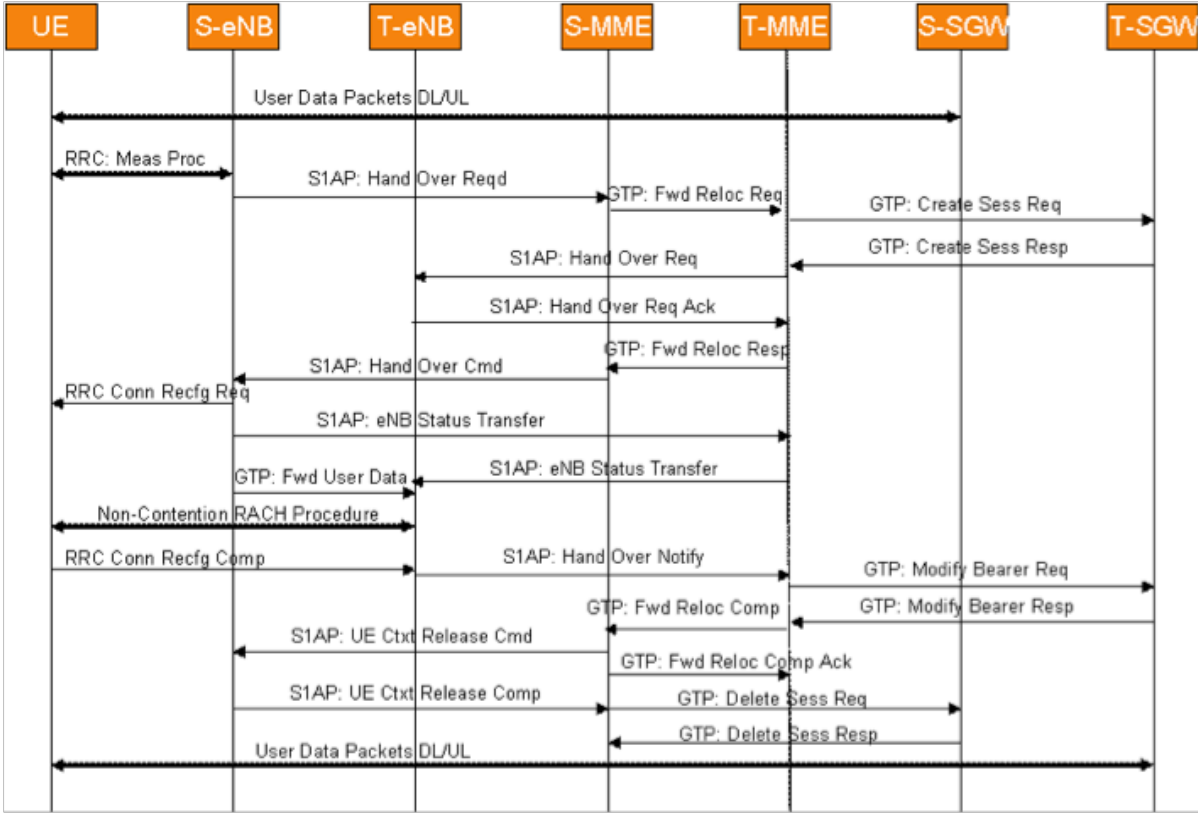 UE S-eNB T-eNB S-MME T-MME S-SGW T-SGW
User Data Packets DL/UL
RRC: Meas Proc
S1AP: Hand Over Reqd
GTP: Fwd Reloc Req
GTP: Create Sess Req
GTP: Create Sess Resp
S1AP: Hand Over Req
S1AP: Hand Over Req Ack
GTP: Fwd Reloc Resp
S1AP: Hand Over Cmd
RRC Conn Recfg Req
S1AP: eNB Status Transfer
S1AP: eNB Status Transfer
GTP: Fwd User Data
Non-Contention RACH Procedure
RRC Conn Recfg Comp
S1AP: Hand Over Notify
GTP: Modify Bearer Req
GTP: Modify Bearer Resp
GTP: Fwd Reloc Comp
S1AP: UE Ctxt Release Cmd
GTP: Fwd Reloc Comp Ack
S1AP: UE Ctxt Release Comp
GTP: Delete Sess Req
GTP: Delete Sess Resp
User Data Packets DL/UL